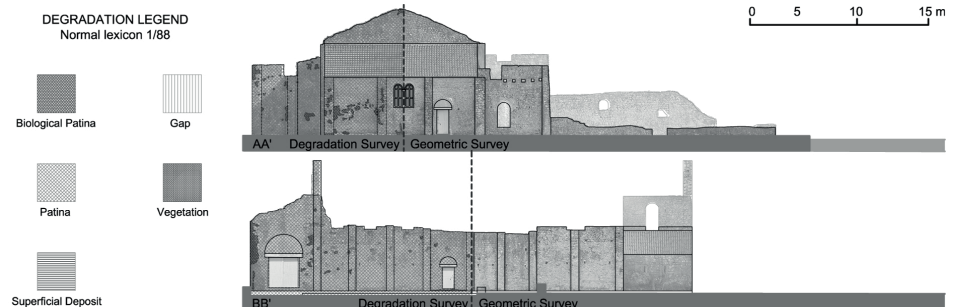 DEGRADATION LEGEND
Normal lexicon 1/88
Biological Patina
Gap
Patina
Vegetation
Superficial Deposit
0 5 10 15 m
AA' Degradation Survey Geometric Survey
BB' Degradation Survey Geometric Survey